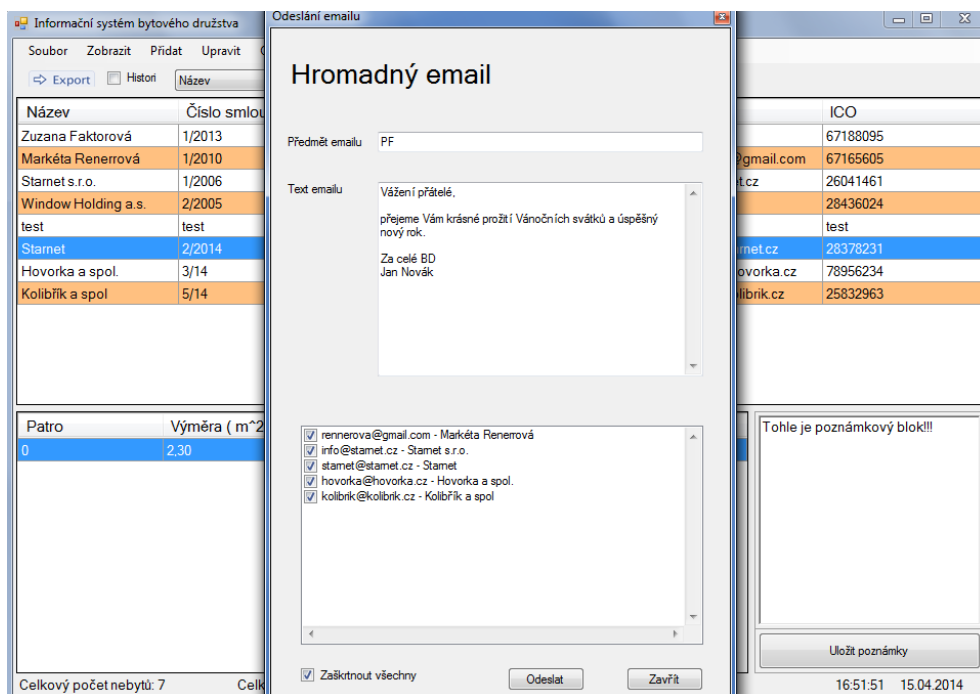 Informační systém bytového družstva
Soubor Zobrazit Přidat Upravit
Export Histori Název
Název Číslo smlou
Zuzana Faktorová 1/2013
Markéta Renerrová 1/2010
Starnet s.r.o. 1/2006
Window Holding a.s. 2/2005
test test
Starnet 2/2014
Hovorka a spol. 3/14
Kolibřík a spol 5/14
Patro Výměra ( m^2
0 2,30
Celkový počet nebytů: 7 Celk
Odeslání emailu
Hromadný email
Předmět emailu PF
Text emailu
Vážení přátelé,
přejeme Vám krásné prožití Vánočních svátků a úspěšný
nový rok.
Za celé BD
Jan Novák
rennerova@gmail.com - Markéta Renerrová
info@starnet.cz - Starnet s.r.o.
starnet@starnet.cz - Starnet
hovorka@hovorka.cz - Hovorka a spol.
kolibrik@kolibrik.cz - Kolibřík a spol
Zaškrtnout všechny Odeslat Zavřít
ICO
67188095
@gmail.com 67165605
et.cz 26041461
28436024
test
rnet.cz 28378231
ovorka.cz 78956234
librik.cz 25832963
Tohle je poznámkový blok!!!
Uložit poznámky
16:51:51 15.04.2014